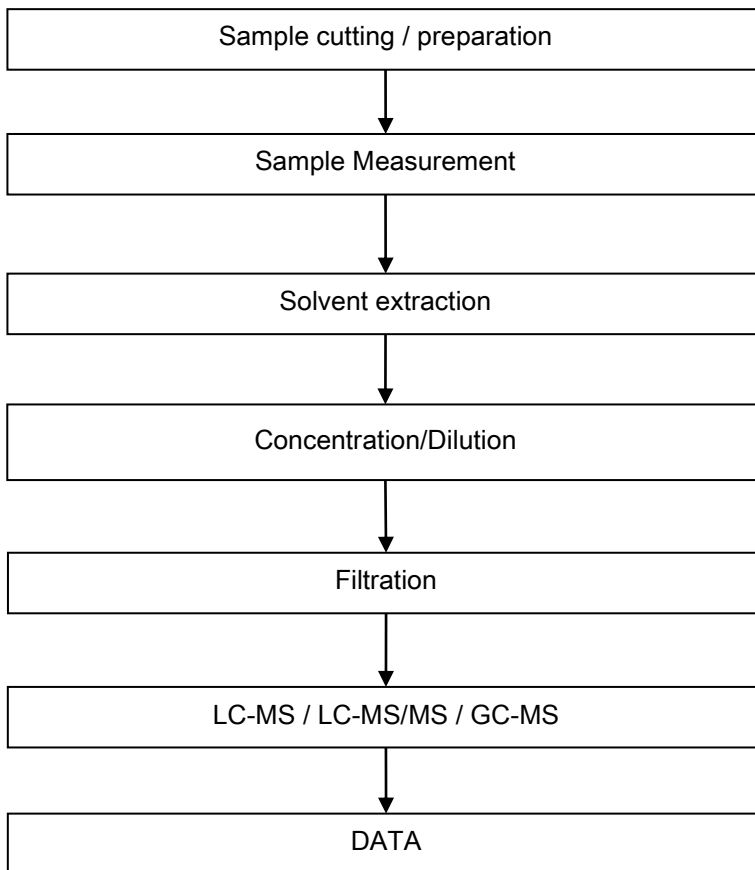 Sample cutting / preparation
Sample Measurement
Solvent extraction
Concentration/Dilution
Filtration
LC-MS / LC-MS/MS / GC-MS
DATA